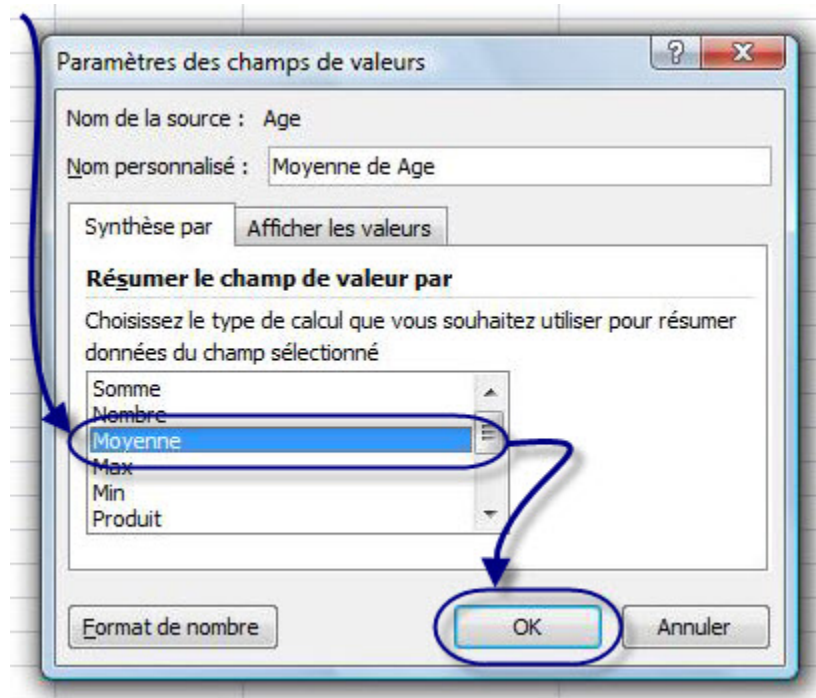 Paramètres des champs de valeurs
Nom de la source : Age
Nom personnalisé : Moyenne de Age
Synthèse par Afficher les valeurs
Résumer le champ de valeur par
Choisissez le type de calcul que vous souhaitez utiliser pour résumer
données du champ sélectionné
Somme
Nombre
Moyenne
Max
Min
Produit
Format de nombre OK Annuler